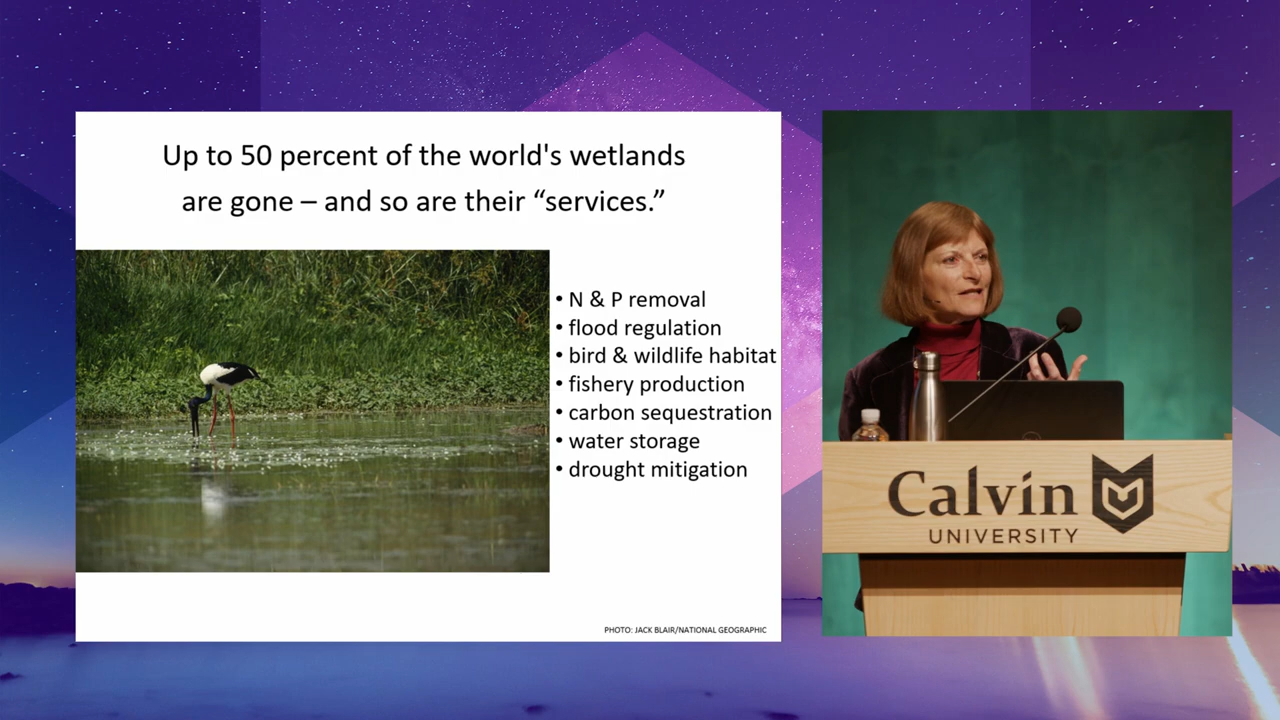 Up to 50 percent of the world's wetlands
are gone – and so are their “services.”
• N & P removal
• flood regulation
• bird & wildlife habitat
• fishery production
• carbon sequestration
• water storage
• drought mitigation
PHOTO: JACK BLAIR/NATIONAL GEOGRAPHIC
Calvin
UNIVERSITY